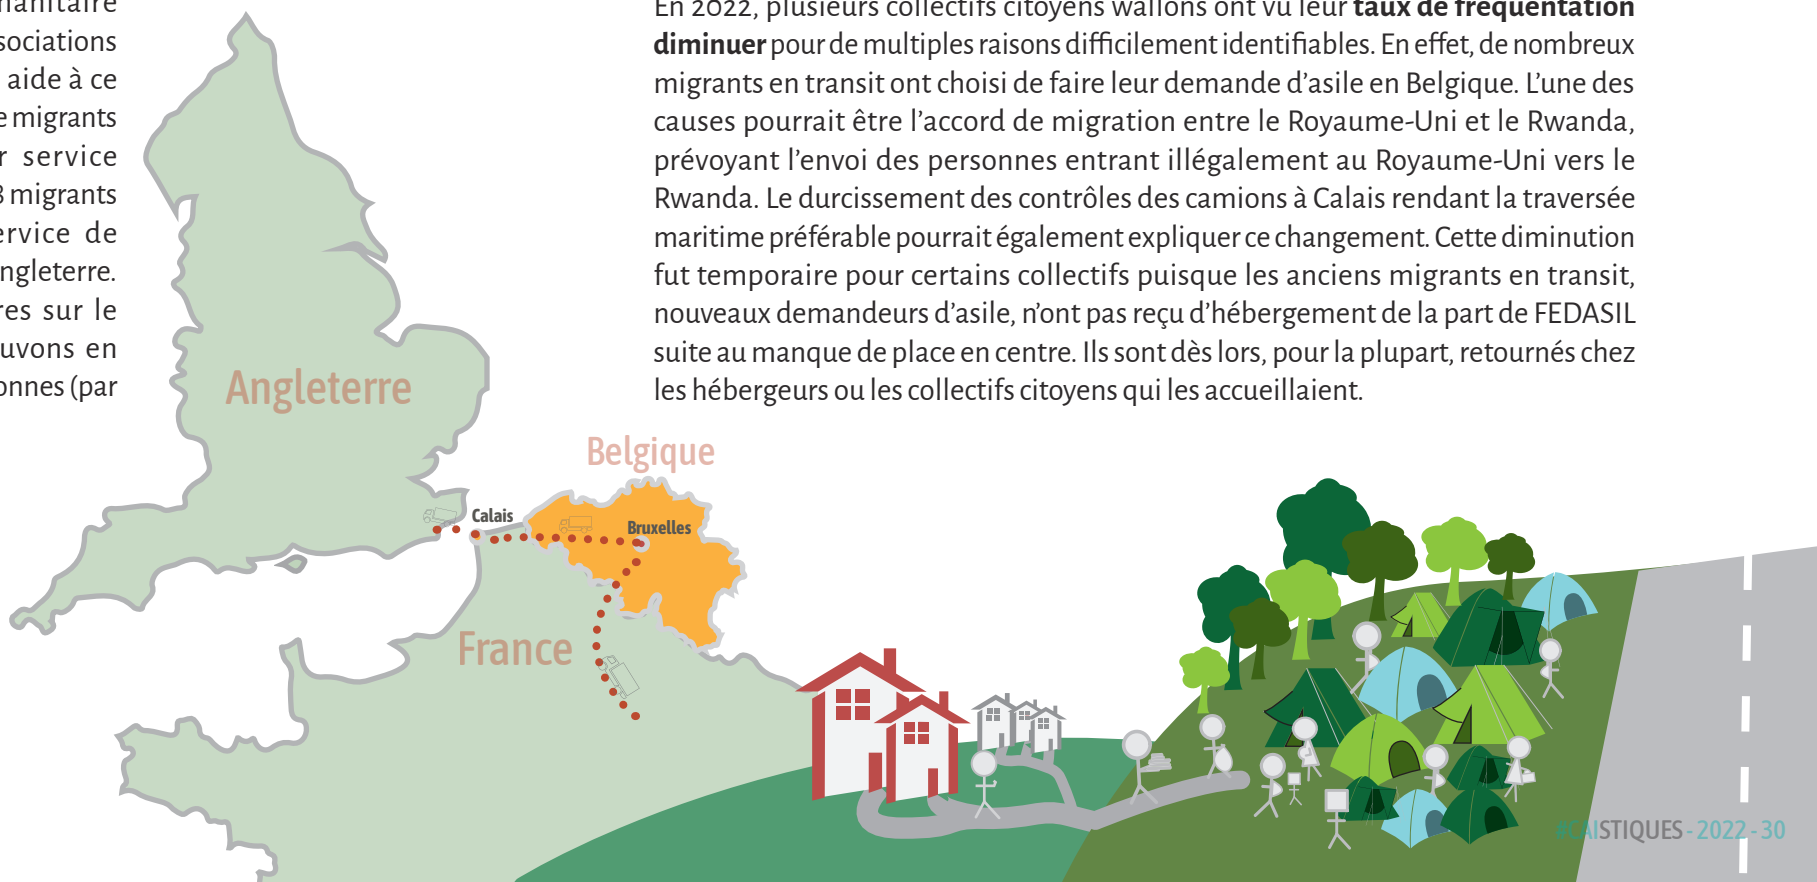 manitaire
sociations
aide à ce
e migrants
r service
8 migrants
ervice de
ngleterre.
res sur le
uvons en
onnes (par
En 2022, plusieurs collectifs citoyens wallons ont vu leur taux de fréquentation
diminuer pour de multiples raisons difficilement identifiables. En effet, de nombreux
migrants en transit ont choisi de faire leur demande d’asile en Belgique. L’une des
causes pourrait être l’accord de migration entre le Royaume-Uni et le Rwanda,
prévoyant l’envoi des personnes entrant illégalement au Royaume-Uni vers le
Rwanda. Le durcissement des contrôles des camions à Calais rendant la traversée
maritime préférable pourrait également expliquer ce changement. Cette diminution
fut temporaire pour certains collectifs puisque les anciens migrants en transit,
nouveaux demandeurs d’asile, n’ont pas reçu d’hébergement de la part de FEDASIL
suite au manque de place en centre. Ils sont dès lors, pour la plupart, retournés chez
les hébergeurs ou les collectifs citoyens qui les accueillaient.
Angleterre
Belgique
Calais
Bruxelles
France
#CAISTIQUES - 2022 - 30